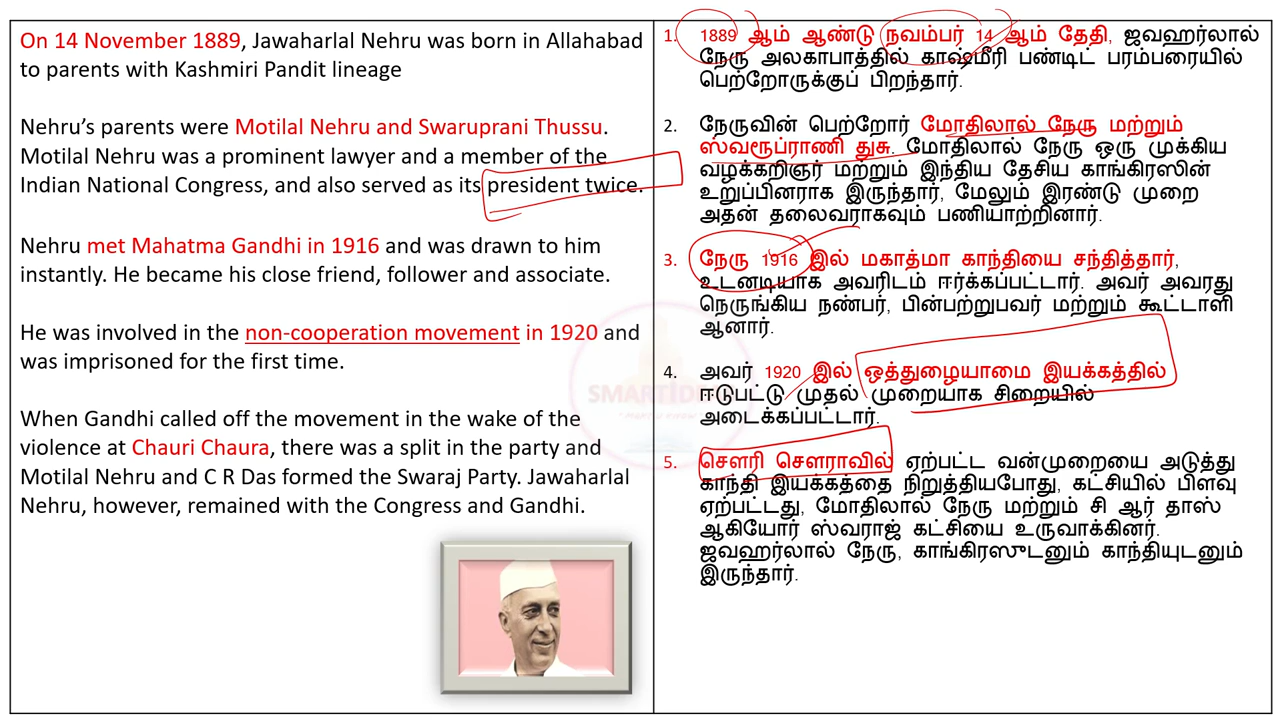 On 14 November 1889, Jawaharlal Nehru was born in Allahabad
to parents with Kashmiri Pandit lineage
Nehru’s parents were Motilal Nehru and Swaruprani Thussu.
Motilal Nehru was a prominent lawyer and a member of the
Indian National Congress, and also served as its president twice.
Nehru met Mahatma Gandhi in 1916 and was drawn to him
instantly. He became his close friend, follower and associate.
He was involved in the non-cooperation movement in 1920 and
was imprisoned for the first time.
When Gandhi called off the movement in the wake of the
violence at Chauri Chaura, there was a split in the party and
Motilal Nehru and C R Das formed the Swaraj Party. Jawaharlal
Nehru, however, remained with the Congress and Gandhi.
1. 1889 ஆம் ஆண்டு நவம்பர் 14 ஆம் தேதி, ஜவஹர்லால்
நேரு அலகாபாத்தில் காஷ்மீரி பண்டிட் பரம்பரையில்
பெற்றோருக்குப் பிறந்தார்.
2. நேருவின் பெற்றோர் மோதிலால் நேரு மற்றும்
ஸ்வரூப்ராணி துசு. மோதிலால் நேரு ஒரு முக்கிய
வழக்கறிஞர் மற்றும் இந்திய தேசிய காங்கிரஸின்
உறுப்பினராக இருந்தார், மேலும் இரண்டு முறை
அதன் தலைவராகவும் பணியாற்றினார்.
3. நேரு 1916 இல் மகாத்மா காந்தியை சந்தித்தார்,
உடனடியாக அவரிடம் ஈர்க்கப்பட்டார். அவர் அவரது
நெருங்கிய நண்பர், பின்பற்றுபவர் மற்றும் கூட்டாளி
ஆனார்.
4. அவர் 1920 இல் ஒத்துழையாமை இயக்கத்தில்
ஈடுபட்டு முதல் முறையாக சிறையில்
அடைக்கப்பட்டார்.
5. சௌரி சௌராவில் ஏற்பட்ட வன்முறையை அடுத்து
காந்தி இயக்கத்தை நிறுத்தியபோது, கட்சியில் பிளவு
ஏற்பட்டது, மோதிலால் நேரு மற்றும் சி ஆர் தாஸ்
ஆகியோர் ஸ்வராஜ் கட்சியை உருவாக்கினர்.
ஜவஹர்லால் நேரு, காங்கிரஸுடனும் காந்தியுடனும்
இருந்தார்.